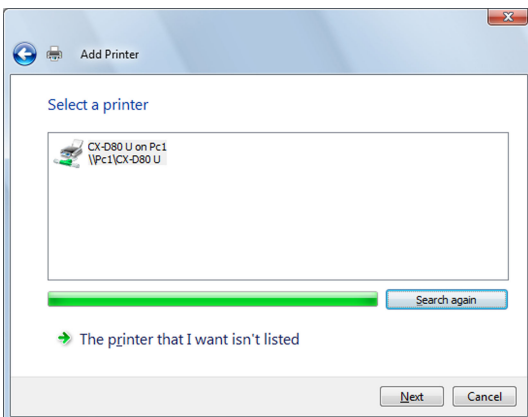 Add Printer
Select a printer
CX-D80 U on Pc1
\\Pc1\CX-D80 U
Search again
The printer that I want isn't listed
Next
Cancel